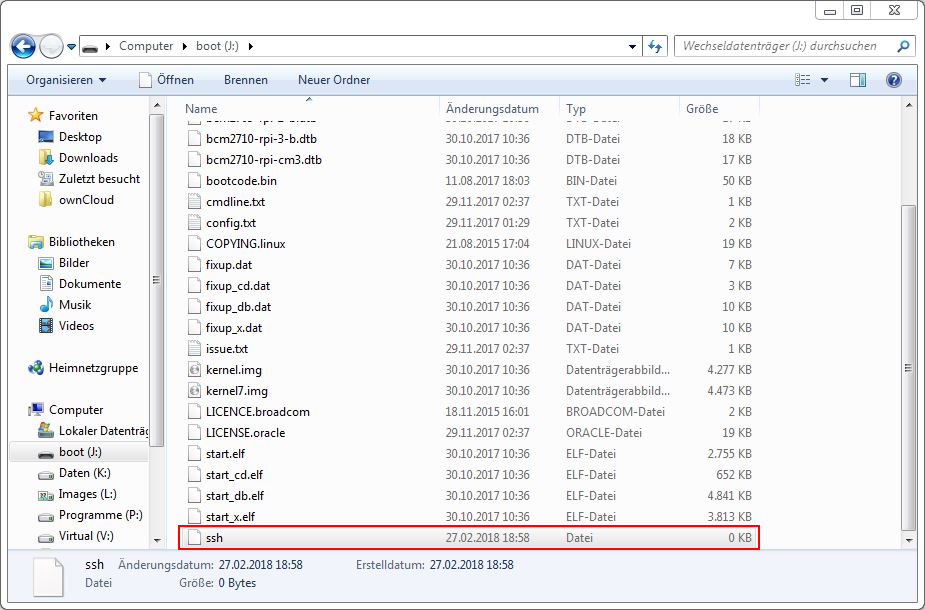 Computer boot (J:)
Wechseldatenträger (J:) durchsuchen
Organisieren Öffnen Brennen Neuer Ordner
Name Änderungsdatum Typ Größe
Favoriten
Desktop
Downloads
Zuletzt besucht
ownCloud
Bibliotheken
Bilder
Dokumente
Musik
Videos
Heimnetzgruppe
Computer
Lokaler Datenträg
boot (J:)
Daten (K:)
Images (L:)
Programme (P:)
Virtual (V:)
bcm2710-rpi-3-b.dtb 30.10.2017 10:36 DTB-Datei 18 KB
bcm2710-rpi-cm3.dtb 30.10.2017 10:36 DTB-Datei 17 KB
bootcode.bin 11.08.2017 18:03 BIN-Datei 50 KB
cmdline.txt 29.11.2017 02:37 TXT-Datei 1 KB
config.txt 29.11.2017 01:29 TXT-Datei 2 KB
COPYING.linux 21.08.2015 17:04 LINUX-Datei 19 KB
fixup.dat 30.10.2017 10:36 DAT-Datei 7 KB
fixup_cd.dat 30.10.2017 10:36 DAT-Datei 3 KB
fixup_db.dat 30.10.2017 10:36 DAT-Datei 10 KB
fixup_x.dat 30.10.2017 10:36 DAT-Datei 10 KB
issue.txt 29.11.2017 02:37 TXT-Datei 1 KB
kernel.img 30.10.2017 10:36 Datenträgerabbild... 4.277 KB
kernel7.img 30.10.2017 10:36 Datenträgerabbild... 4.473 KB
LICENCE.broadcom 18.11.2015 16:01 BROADCOM-Datei 2 KB
LICENSE.oracle 29.11.2017 02:37 ORACLE-Datei 19 KB
start.elf 30.10.2017 10:36 ELF-Datei 2.755 KB
start_cd.elf 30.10.2017 10:36 ELF-Datei 652 KB
start_db.elf 30.10.2017 10:36 ELF-Datei 4.841 KB
start_x.elf 30.10.2017 10:36 ELF-Datei 3.813 KB
ssh 27.02.2018 18:58 Datei 0 KB
ssh Änderungsdatum: 27.02.2018 18:58 Erstelldatum: 27.02.2018 18:58
Datei Größe: 0 Bytes